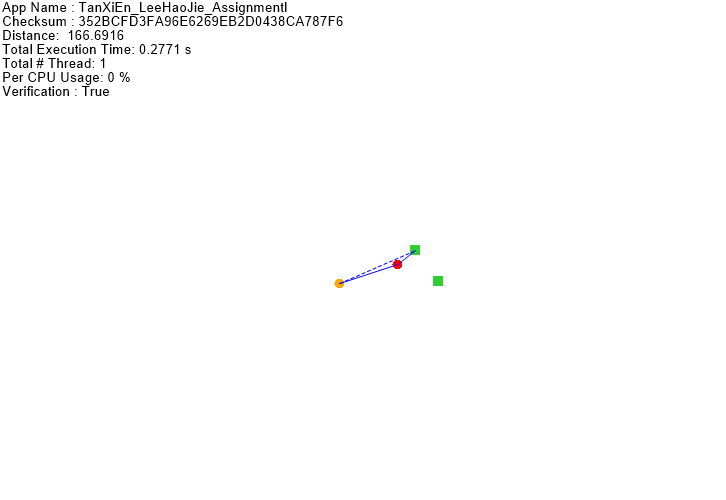 App Name : TanXiEn_LeeHaoJie_AssignmentI
Checksum : 352BCFD3FA96E6269EB2D0438CA787F6
Distance:  166.6916
Total Execution Time: 0.2771 s
Total # Thread: 1
Per CPU Usage: 0 %
Verification : True